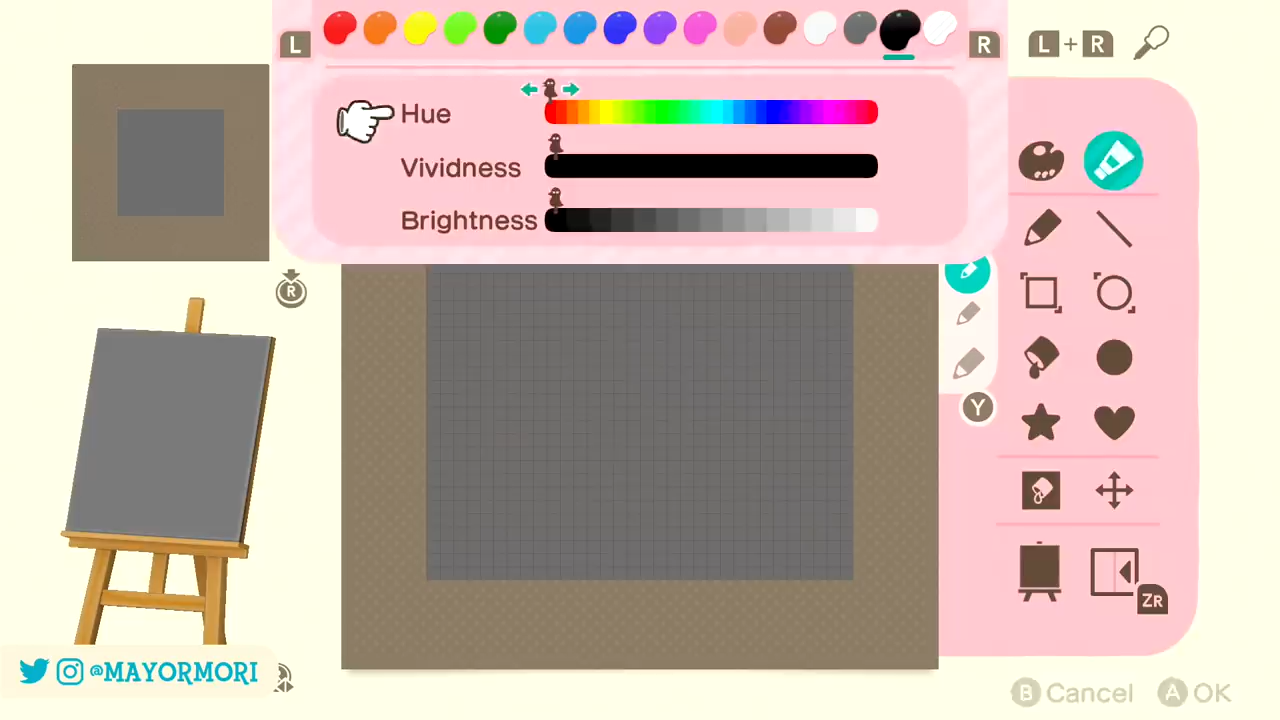 L
R
L + R
Hue
Vividness
Brightness
R
Y
ZR
@MAYORMORI
B Cancel
A OK